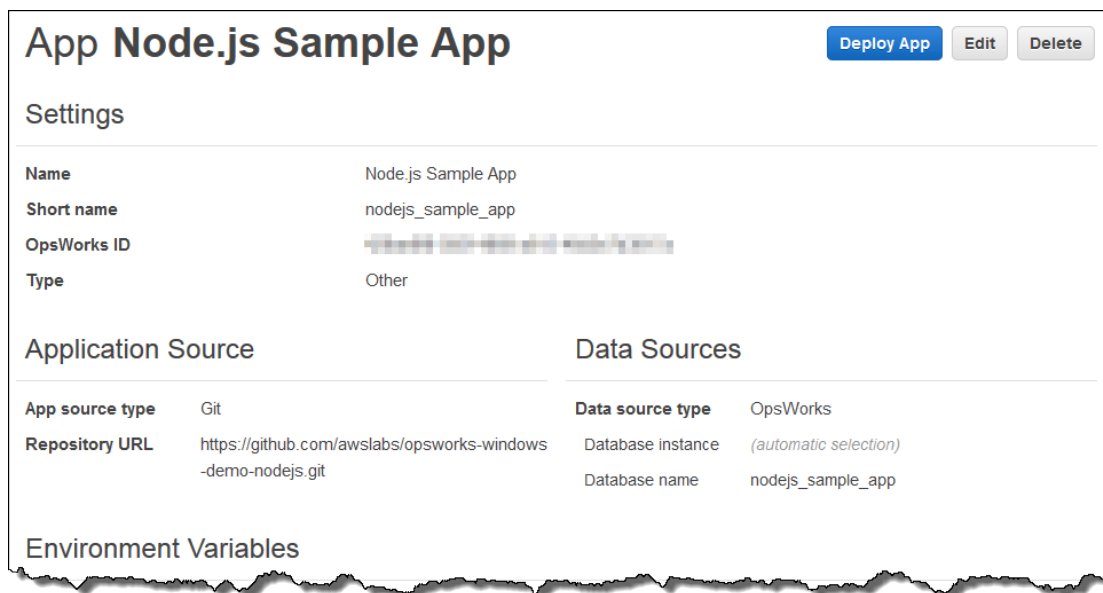 App Node.js Sample App
Deploy App Edit Delete
Settings
Name Node.js Sample App
Short name nodejs_sample_app
OpsWorks ID
Type Other
Application Source
App source type Git
Repository URL https://github.com/awslabs/opsworks-windows
-demo-nodejs.git
Data Sources
Data source type OpsWorks
Database instance (automatic selection)
Database name nodejs_sample_app
Environment Variables